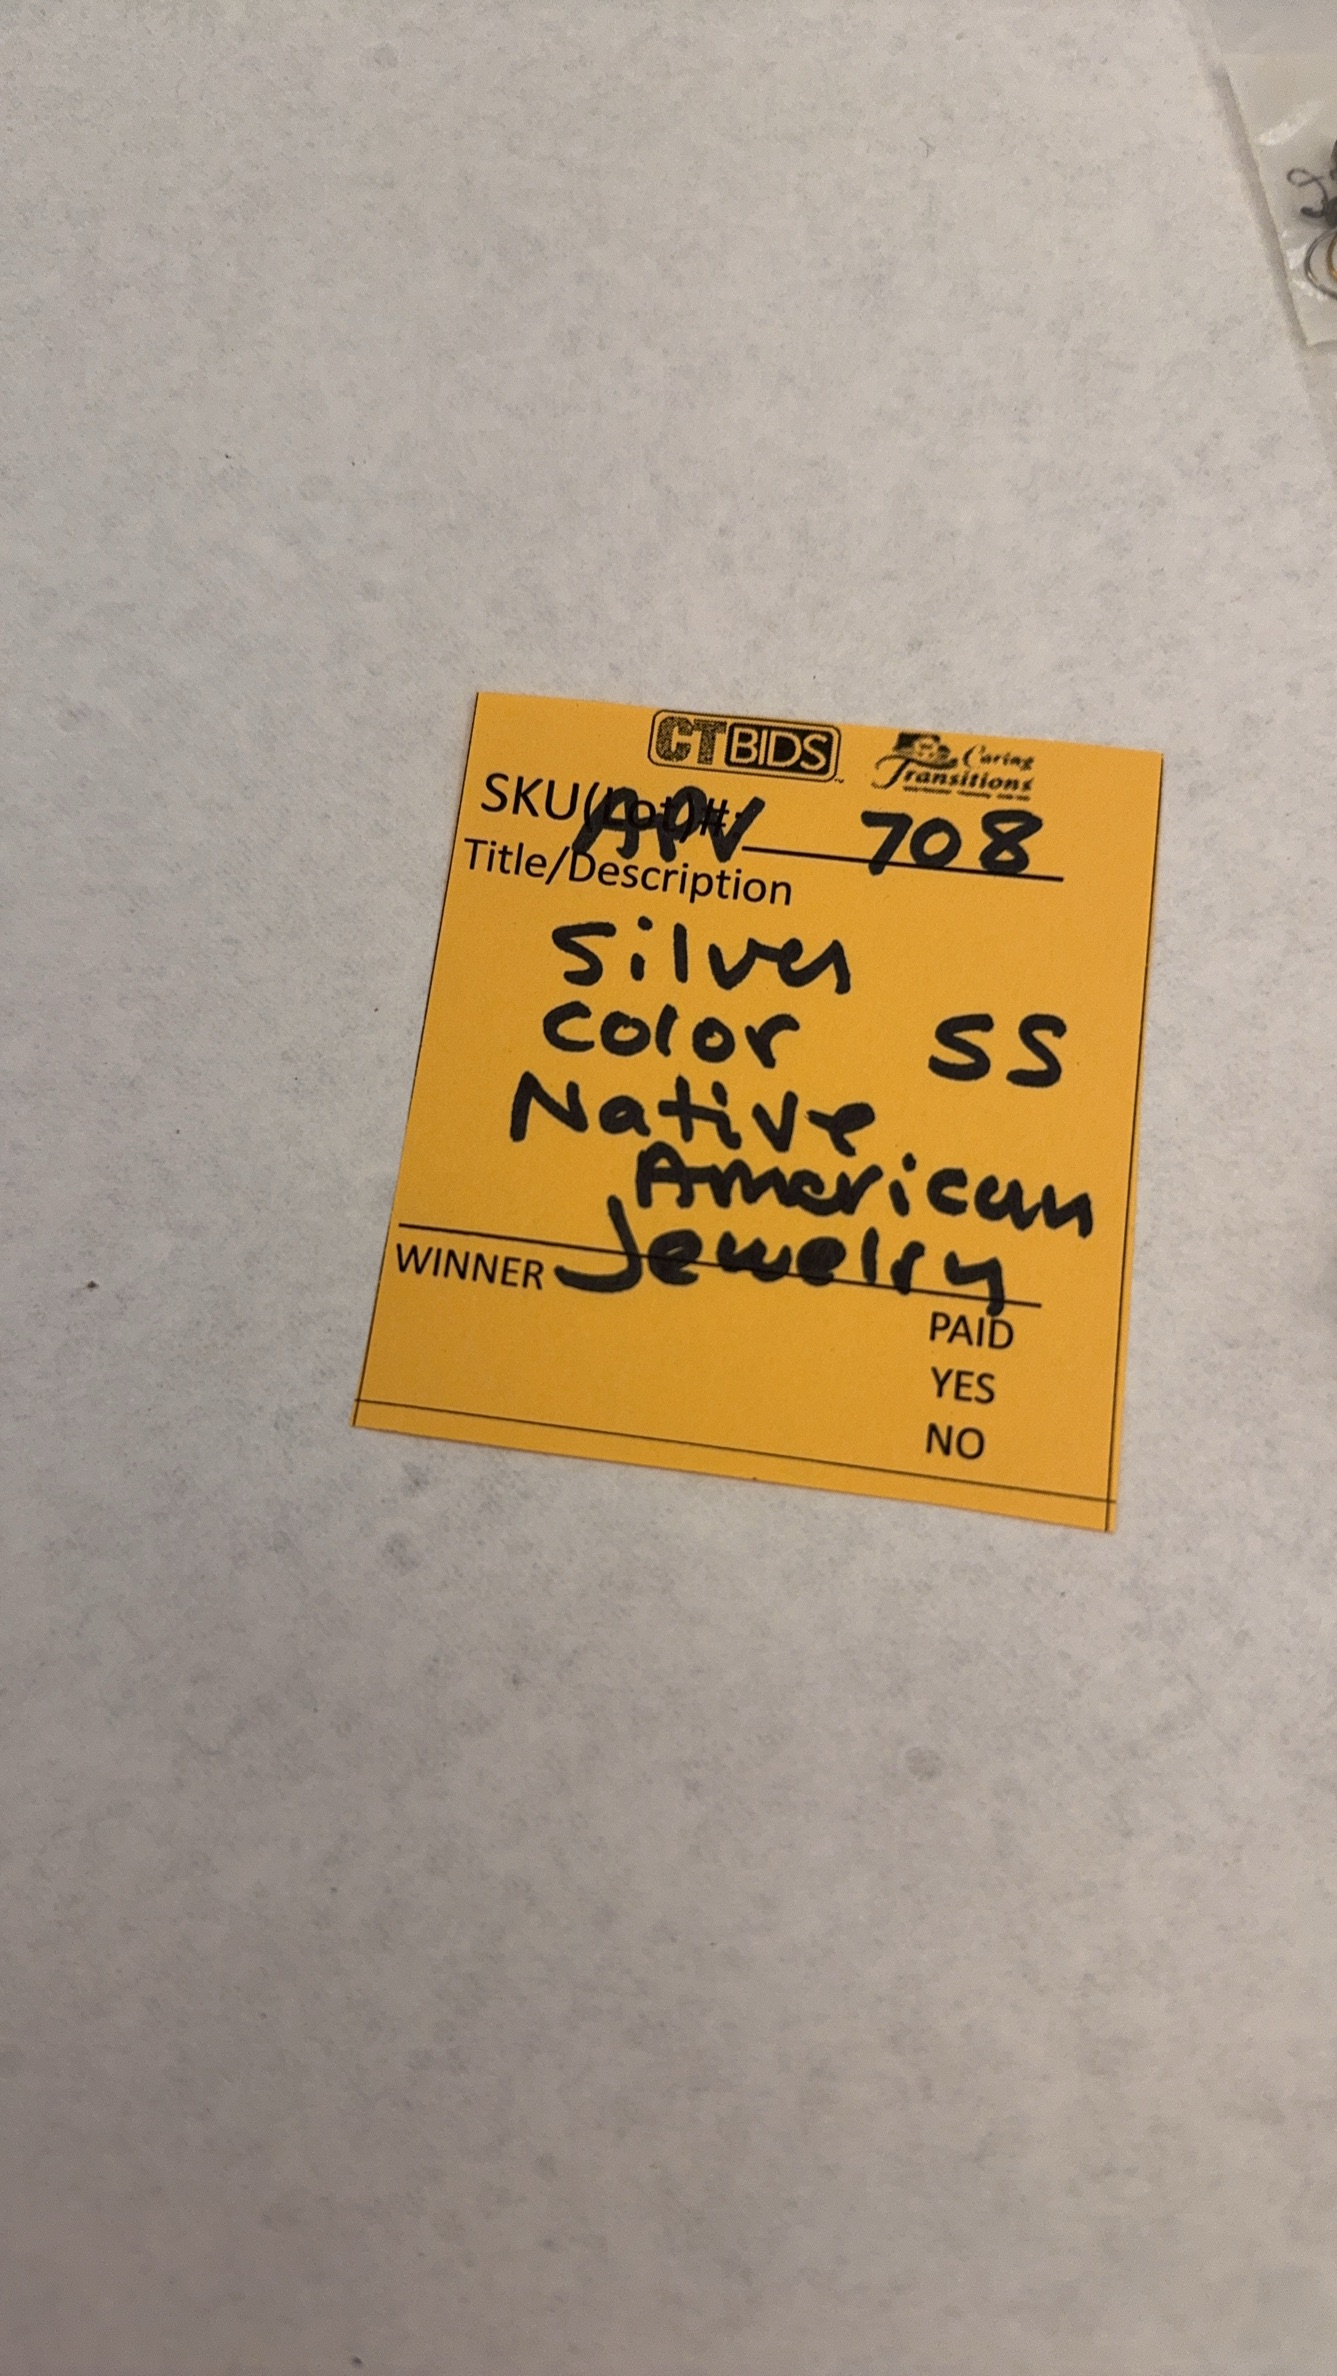 CTBIDS Caring Transitions
SKU(Lot)#: APV 708
Title/Description
Silver
color SS
Native
American
Jewelry
WINNER
PAID
YES
NO